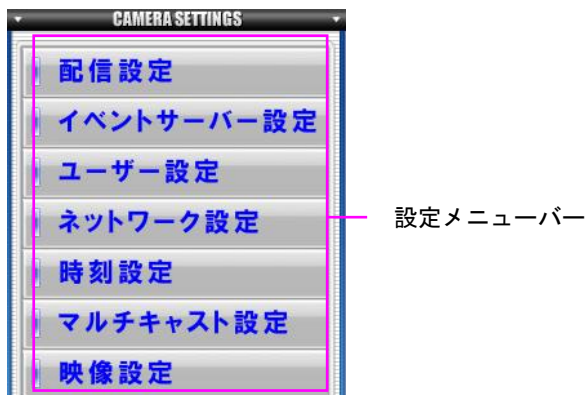 CAMERA SETTINGS
配信設定
イベントサーバー設定
ユーザー設定
ネットワーク設定
設定メニューバー
時刻設定
マルチキャスト設定
映像設定